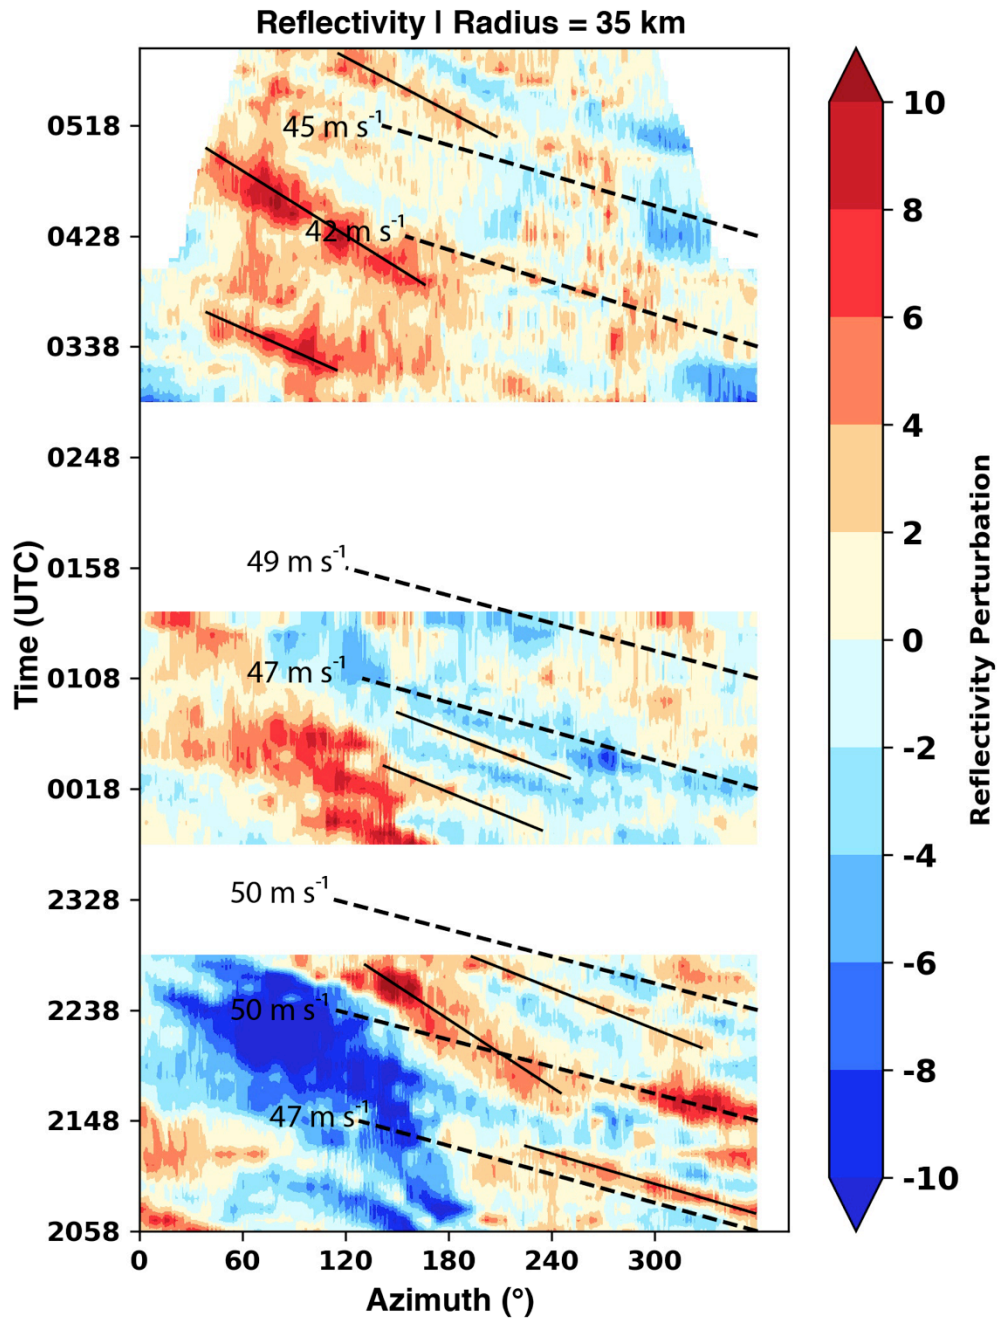 Reflectivity | Radius = 35 km
0518
0428
0338
0248
0158
0108
0018
2328
2238
2148
2058
Time (UTC)
45 m s⁻¹
42 m s⁻¹
49 m s⁻¹
47 m s⁻¹
50 m s⁻¹
50 m s⁻¹
47 m s⁻¹
0 60 120 180 240 300
Azimuth (°)
10
8
6
4
2
0
-2
-4
-6
-8
-10
Reflectivity Perturbation